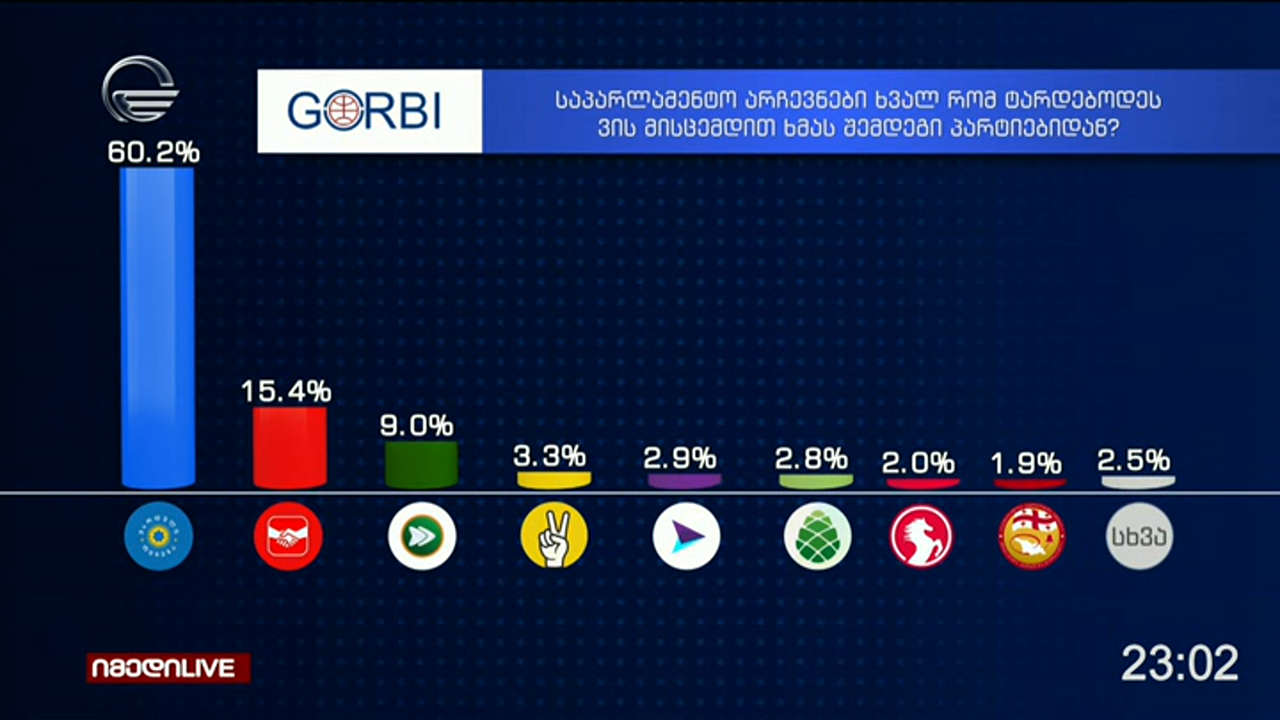 GORBI
საპარლამენტო არჩევნები ხვალ რომ ტარდებოდეს
ვის მისცემდით ხმას შემდეგი პარტიებიდან?
60.2%
15.4%
9.0%
3.3%
2.9%
2.8%
2.0%
1.9%
2.5%
სხვა
იმედიLIVE
23:02